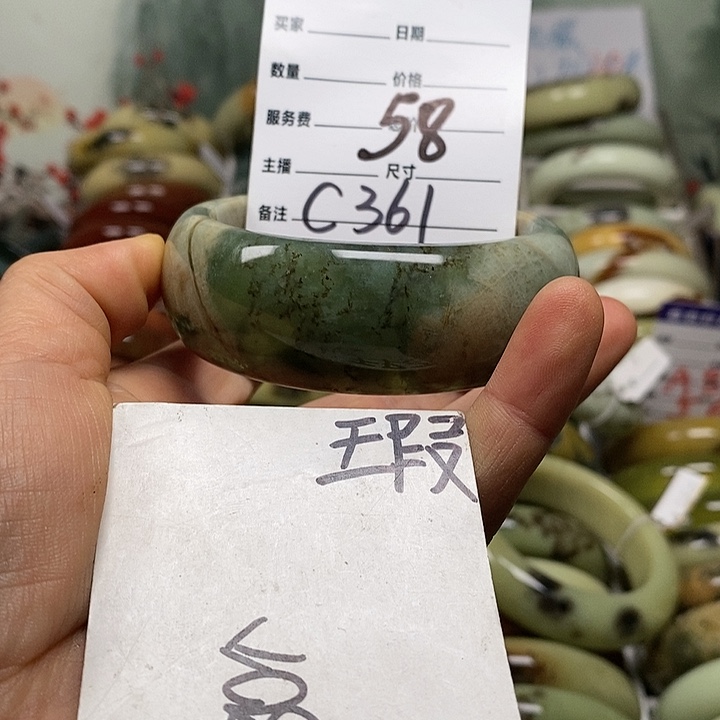 买家 日期
数量 价格
服务费
58
主播 尺寸
备注 C361
瑕